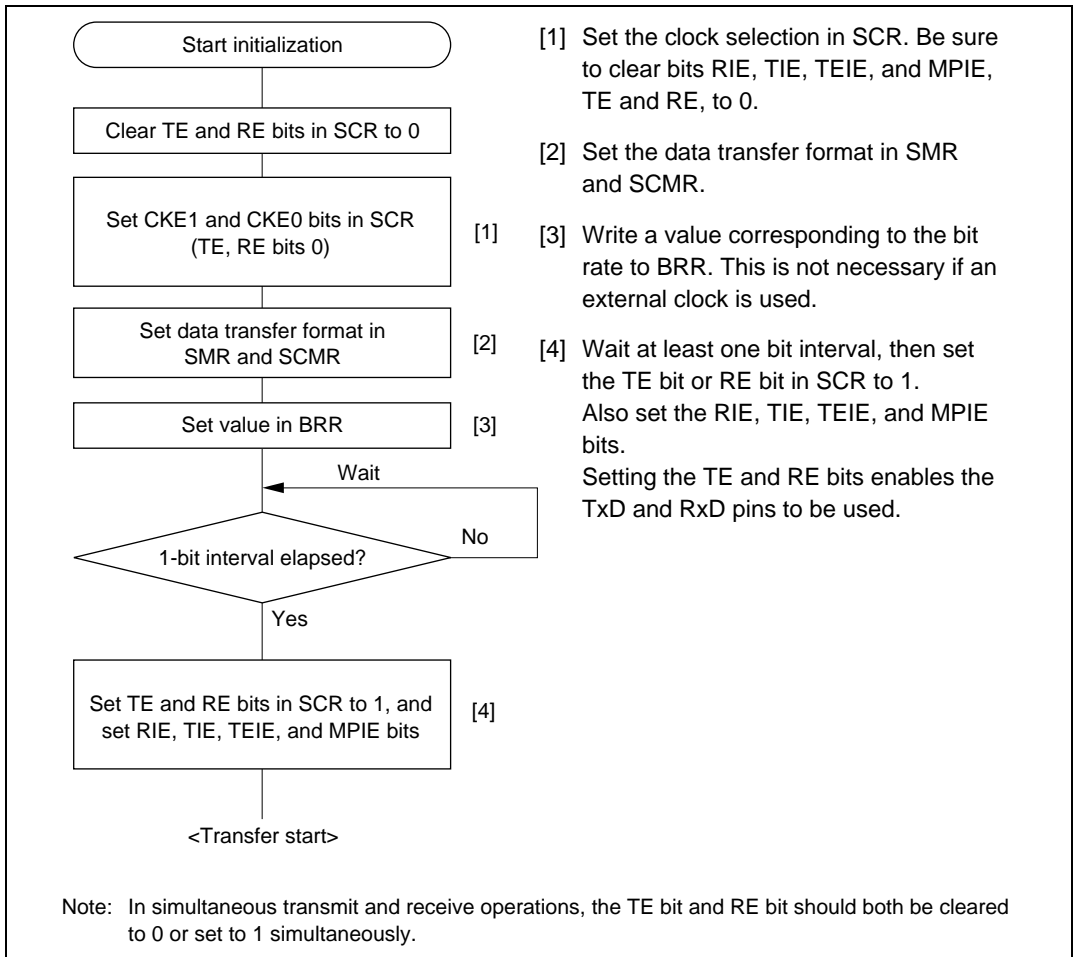 Start initialization
Clear TE and RE bits in SCR to 0
Set CKE1 and CKE0 bits in SCR
(TE, RE bits 0)
[1]
Set data transfer format in
SMR and SCMR
[2]
Set value in BRR
[3]
Wait
No
1-bit interval elapsed?
Yes
Set TE and RE bits in SCR to 1, and
set RIE, TIE, TEIE, and MPIE bits
[4]
<Transfer start>
[1] Set the clock selection in SCR. Be sure
to clear bits RIE, TIE, TEIE, and MPIE,
TE and RE, to 0.
[2] Set the data transfer format in SMR
and SCMR.
[3] Write a value corresponding to the bit
rate to BRR. This is not necessary if an
external clock is used.
[4] Wait at least one bit interval, then set
the TE bit or RE bit in SCR to 1.
Also set the RIE, TIE, TEIE, and MPIE
bits.
Setting the TE and RE bits enables the
TxD and RxD pins to be used.
Note: In simultaneous transmit and receive operations, the TE bit and RE bit should both be cleared
to 0 or set to 1 simultaneously.